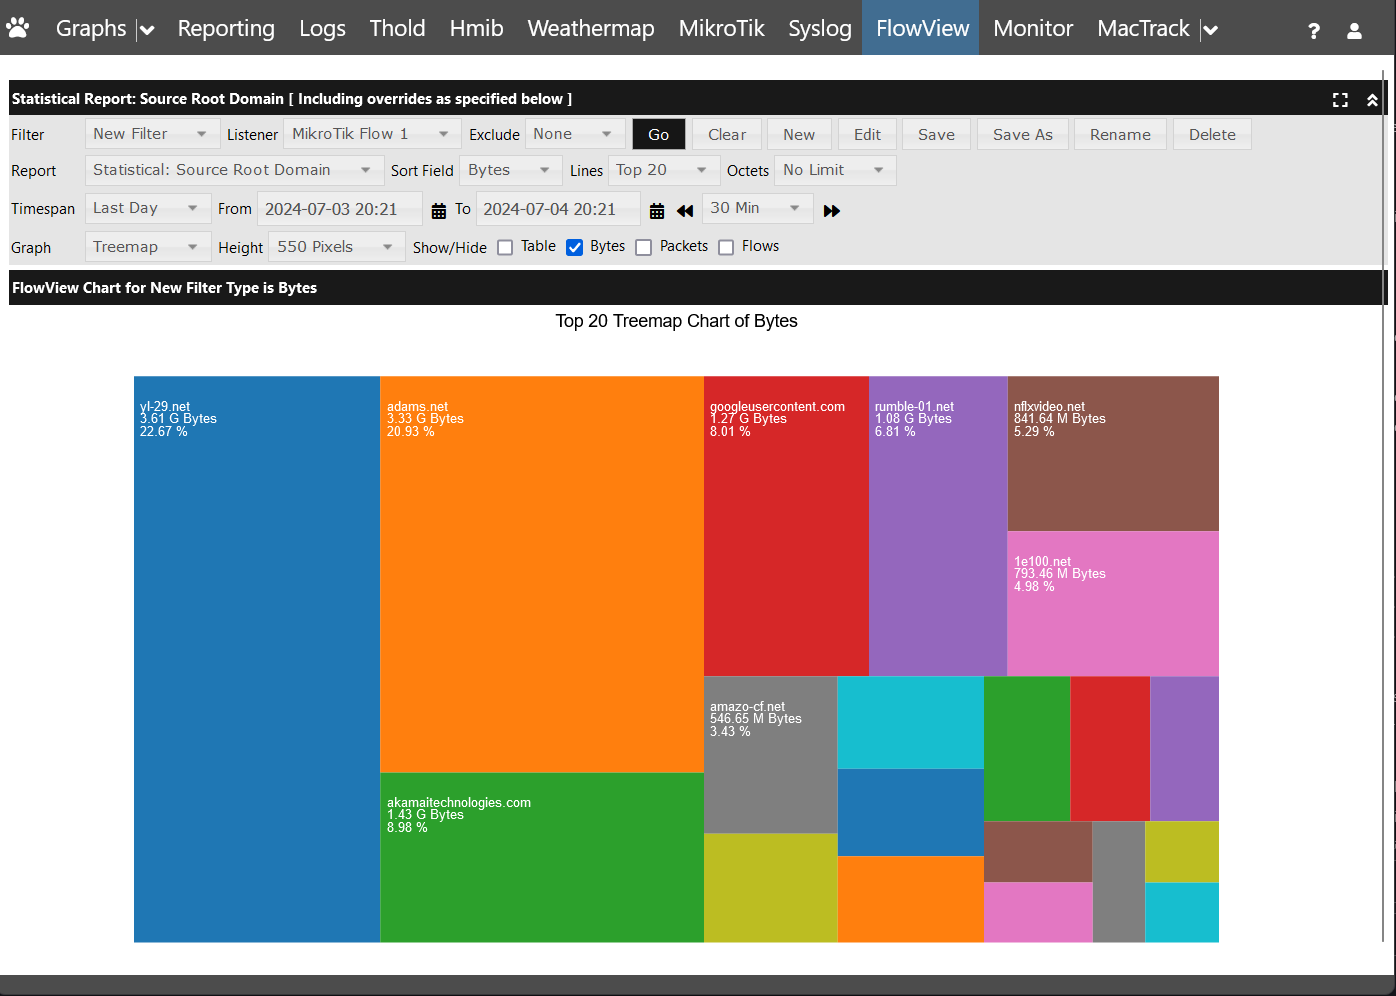 Graphs Reporting Logs Thold Hmib Weathermap MikroTik Syslog FlowView Monitor MacTrack ?
Statistical Report: Source Root Domain [ Including overrides as specified below ]
Filter New Filter Listener MikroTik Flow 1 Exclude None Go Clear New Edit Save Save As Rename Delete
Report Statistical: Source Root Domain Sort Field Bytes Lines Top 20 Octets No Limit
Timespan Last Day From 2024-07-03 20:21 To 2024-07-04 20:21 30 Min
Graph Treemap Height 550 Pixels Show/Hide Table Bytes Packets Flows
FlowView Chart for New Filter Type is Bytes
Top 20 Treemap Chart of Bytes
yl-29.net
3.61 G Bytes
22.67 %
adams.net
3.33 G Bytes
20.93 %
googleusercontent.com
1.27 G Bytes
8.01 %
rumble-01.net
1.08 G Bytes
6.81 %
nflxvideo.net
841.64 M Bytes
5.29 %
1e100.net
793.46 M Bytes
4.98 %
amazo-cf.net
546.65 M Bytes
3.43 %
akamaitechnologies.com
1.43 G Bytes
8.98 %